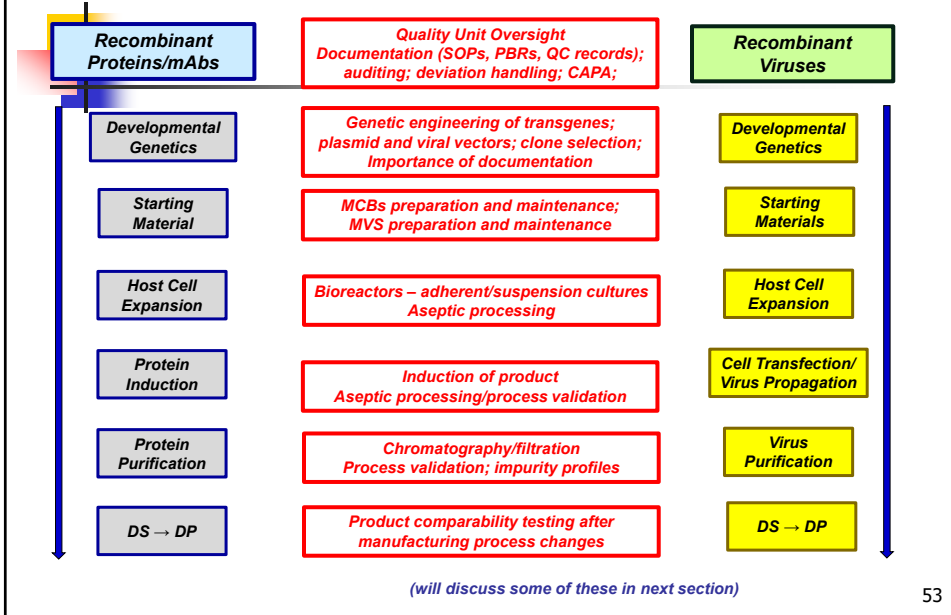 Recombinant
Proteins/mAbs
Quality Unit Oversight
Documentation (SOPs, PBRs, QC records);
auditing; deviation handling; CAPA;
Recombinant
Viruses
Developmental
Genetics
Genetic engineering of transgenes;
plasmid and viral vectors; clone selection;
Importance of documentation
Developmental
Genetics
Starting
Material
MCBs preparation and maintenance;
MVS preparation and maintenance
Starting
Materials
Host Cell
Expansion
Bioreactors – adherent/suspension cultures
Aseptic processing
Host Cell
Expansion
Protein
Induction
Induction of product
Aseptic processing/process validation
Cell Transfection/
Virus Propagation
Protein
Purification
Chromatography/filtration
Process validation; impurity profiles
Virus
Purification
DS → DP
Product comparability testing after
manufacturing process changes
DS → DP
(will discuss some of these in next section)
53